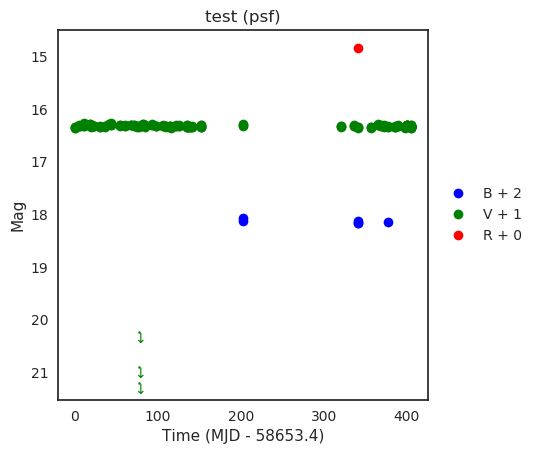 test (psf)
15
16
17
18
19
20
21
Mag
0
100
200
300
400
Time (MJD - 58653.4)
B + 2
V + 1
R + 0